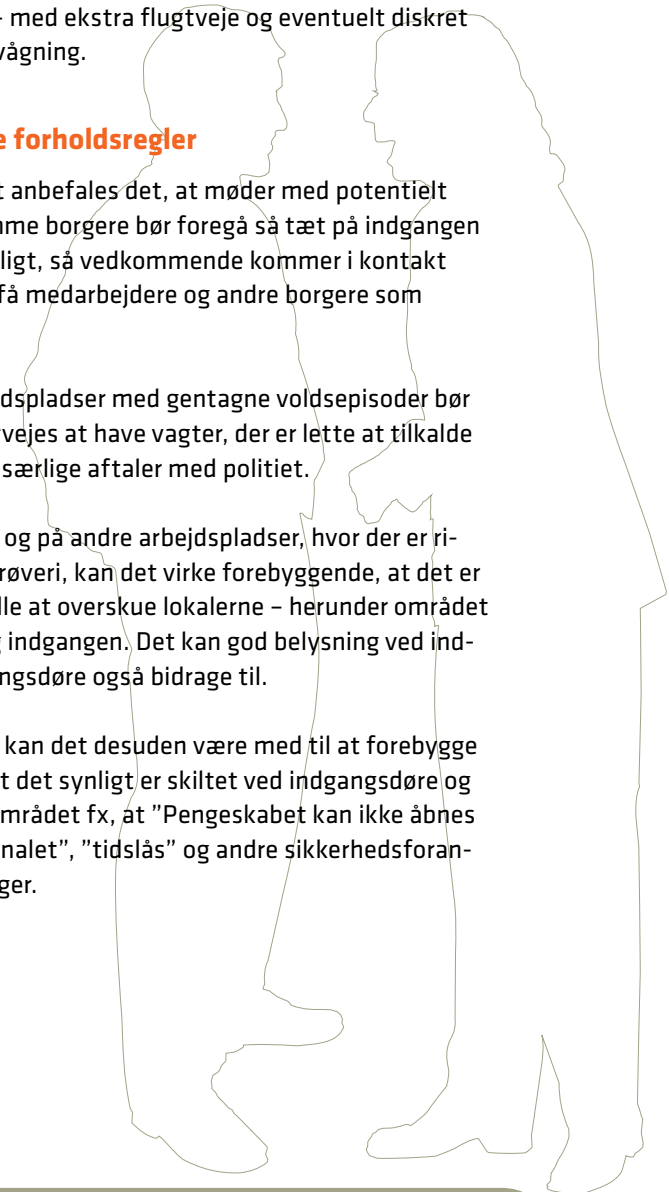 - med ekstra flugtveje og eventuelt diskret
vågning.
e forholdsregler
t anbefales det, at møder med potentielt
mme borgere bør foregå så tæt på indgangen
ligt, så vedkommende kommer i kontakt
få medarbejdere og andre borgere som
dspladser med gentagne voldsepisoder bør
vejes at have vagter, der er lette at tilkalde
særlige aftaler med politiet.
og på andre arbejdspladser, hvor der er ri-
røveri, kan det virke forebyggende, at det er
lle at overskue lokalerne – herunder området
g indgangen. Det kan god belysning ved ind-
ngsdøre også bidrage til.
kan det desuden være med til at forebygge
t det synligt er skiltet ved indgangsdøre og
mrådet fx, at ”Pengeskabet kan ikke åbnes
nalet”, ”tidslås” og andre sikkerhedsforan-
ger.